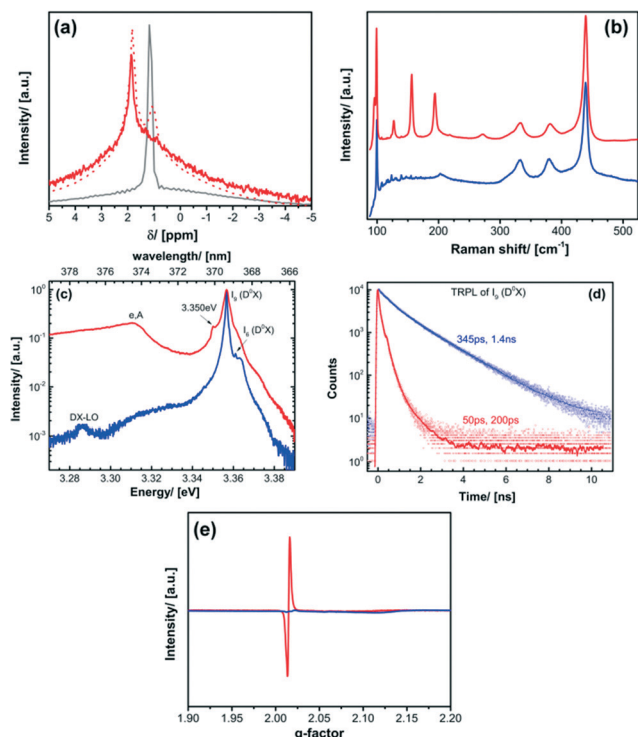 (a)
Intensity/ [a.u.]
5 4 3 2 1 0 -1 -2 -3 -4 -5
δ/ [ppm]
(b)
Intensity/ [a.u.]
100 150 200 250 300 350 400 450 500
Raman shift/ [cm⁻¹]
wavelength/ [nm]
378 376 374 372 370 368 366
(c)
e,A
3.350eV
I₉ (D⁰X)
I₆ (D⁰X)
DX-LO
Intensity/ [a.u.]
10⁰
10⁻¹
10⁻²
10⁻³
3.28 3.30 3.32 3.34 3.36 3.38
Energy/ [eV]
TRPL of I₉ (D⁰X)
(d)
345ps, 1.4ns
50ps, 200ps
Counts
10⁴
10³
10²
10¹
10⁰
0 2 4 6 8 10
Time/ [ns]
(e)
Intensity/ [a.u.]
1.90 1.95 2.00 2.05 2.10 2.15 2.20
g-factor